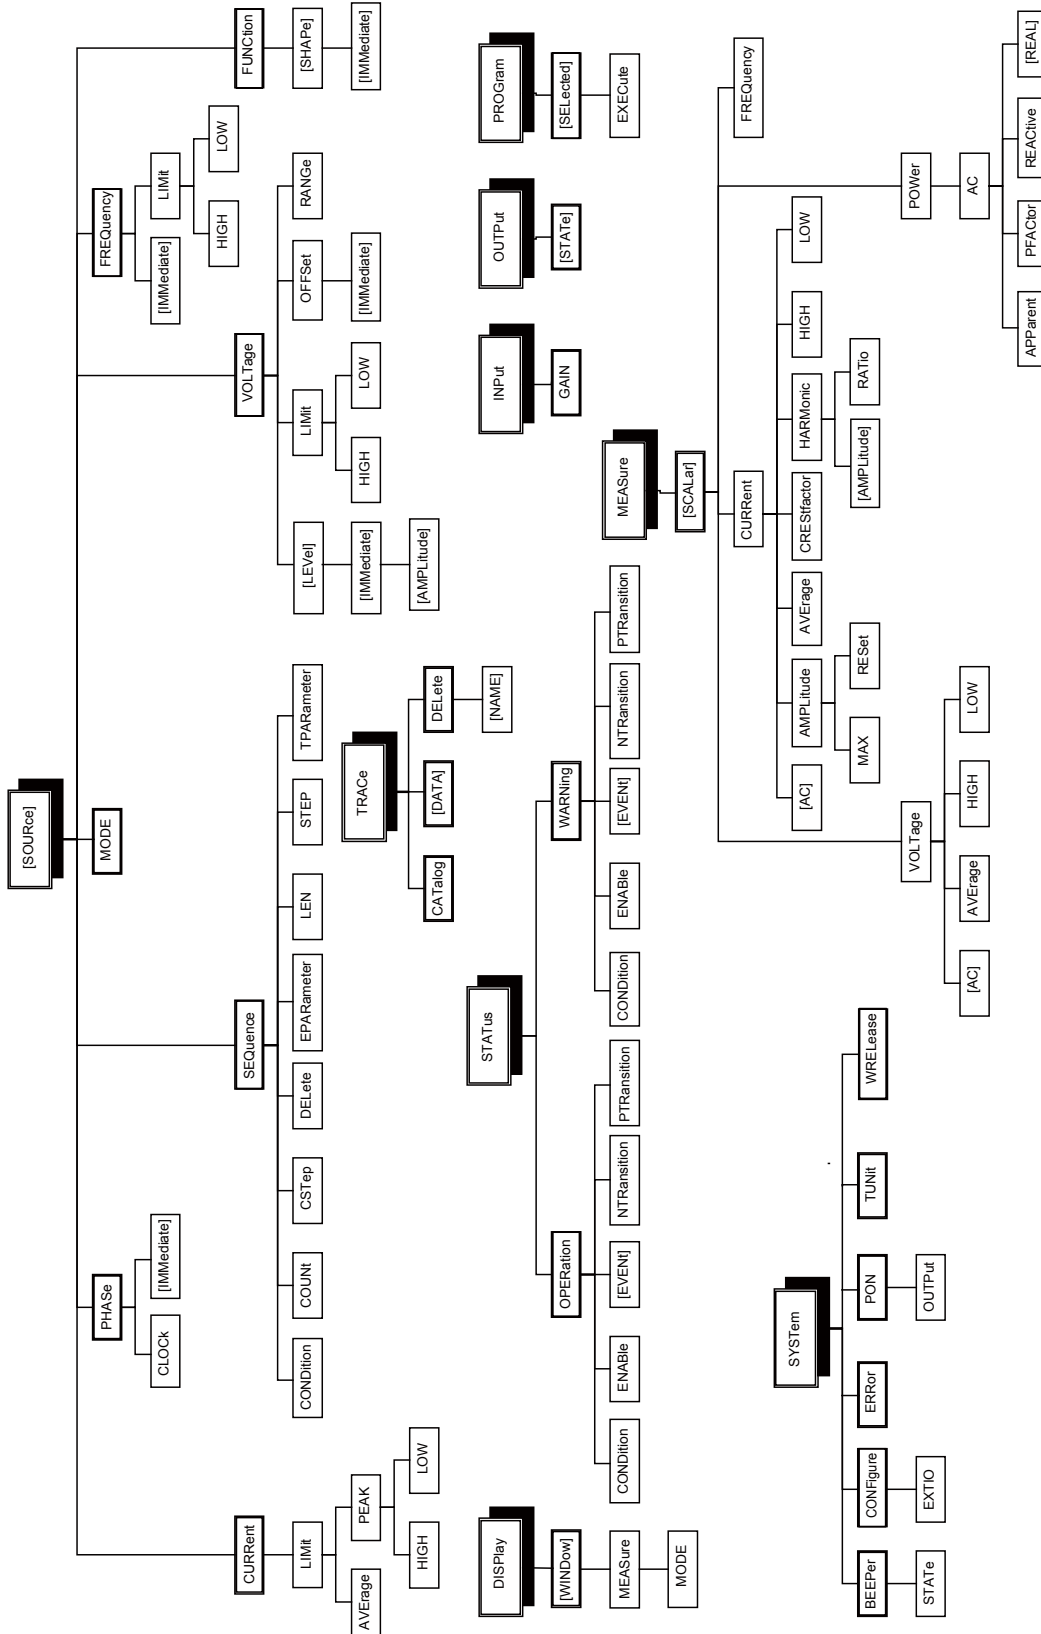 [SOURce]
CURRent
LIMit
AVErage
PEAK
HIGH
LOW
PHASe
CLOCk
[IMMediate]
SEQuence
CONDition
COUNt
CSTep
DELete
EPARameter
LEN
STEP
TPARameter
MODE
VOLTage
[LEVel]
[IMMediate]
[AMPLitude]
LIMit
HIGH
LOW
OFFSet
[IMMediate]
RANGe
FREQuency
[IMMediate]
LIMit
HIGH
LOW
FUNCtion
[SHAPe]
[IMMediate]
DISPlay
[WINDow]
MEASure
MODE
STATus
OPERation
CONDition
ENABle
[EVENt]
NTRansition
PTRansition
WARNing
CONDition
ENABle
[EVENt]
NTRansition
PTRansition
TRACe
CATalog
[DATA]
DELete
[NAME]
INPut
GAIN
OUTPut
[STATe]
PROGram
[SELected]
EXECute
SYSTem
BEEPer
STATe
CONFigure
EXTIO
ERRor
PON
OUTPut
TUNit
WRELease
MEASure
[SCALar]
VOLTage
[AC]
AVErage
HIGH
LOW
CURRent
[AC]
AMPLitude
MAX
RESet
AVErage
CREStfactor
HARMonic
[AMPLitude]
RATio
HIGH
LOW
POWer
AC
APParent
PFACtor
REACtive
[REAL]
FREQuency